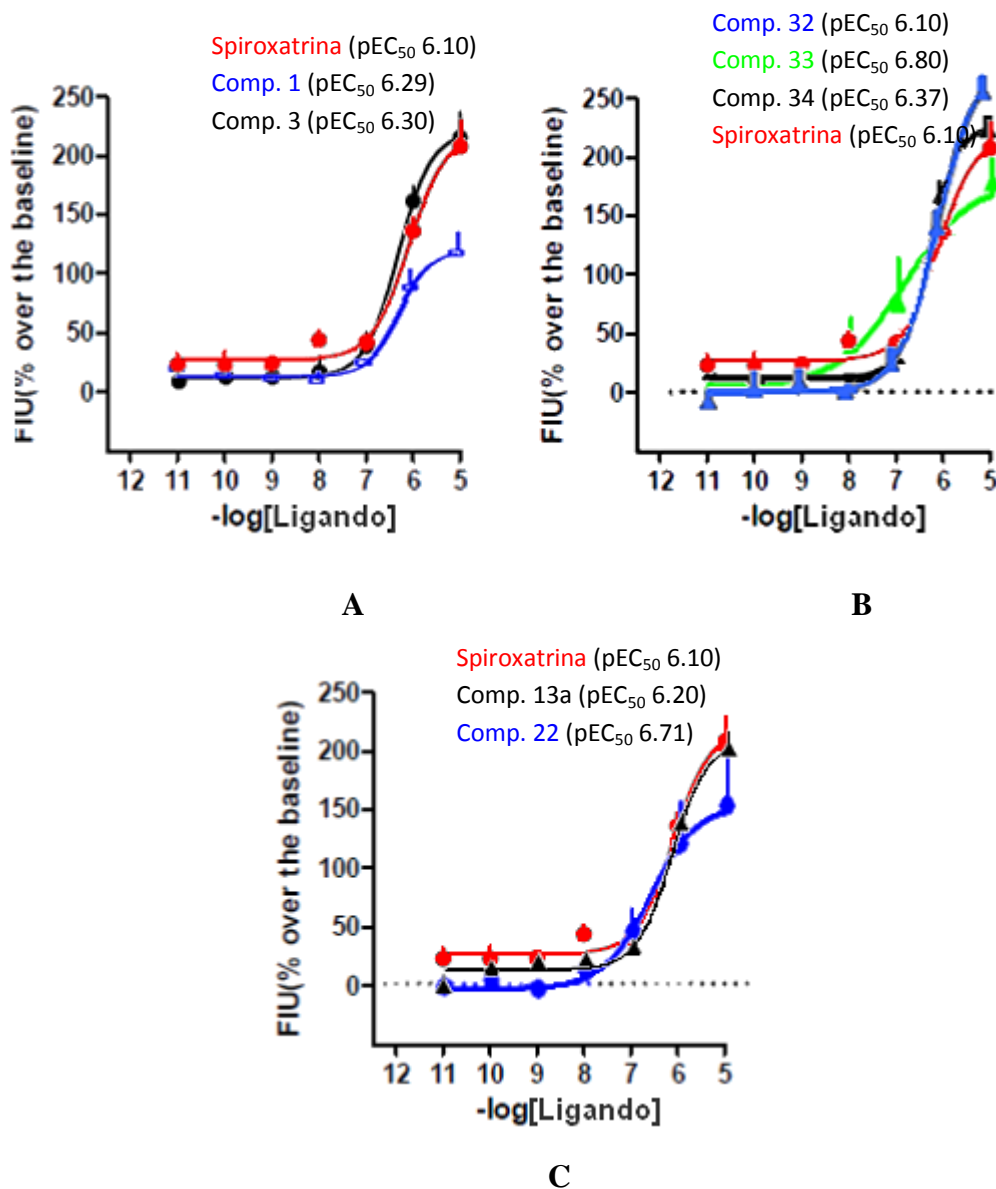 Spiroxatrina (pEC50 6.10)
Comp. 1 (pEC50 6.29)
Comp. 3 (pEC50 6.30)
FIU(% over the baseline)
250
200
150
100
50
0
12 11 10 9 8 7 6 5
-log[Ligando]
A
Comp. 32 (pEC50 6.10)
Comp. 33 (pEC50 6.80)
Comp. 34 (pEC50 6.37)
Spiroxatrina (pEC50 6.10)
FIU(% over the baseline)
250
200
150
100
50
0
12 11 10 9 8 7 6 5
-log[Ligando]
B
Spiroxatrina (pEC50 6.10)
Comp. 13a (pEC50 6.20)
Comp. 22 (pEC50 6.71)
FIU(% over the baseline)
250
200
150
100
50
0
12 11 10 9 8 7 6 5
-log[Ligando]
C